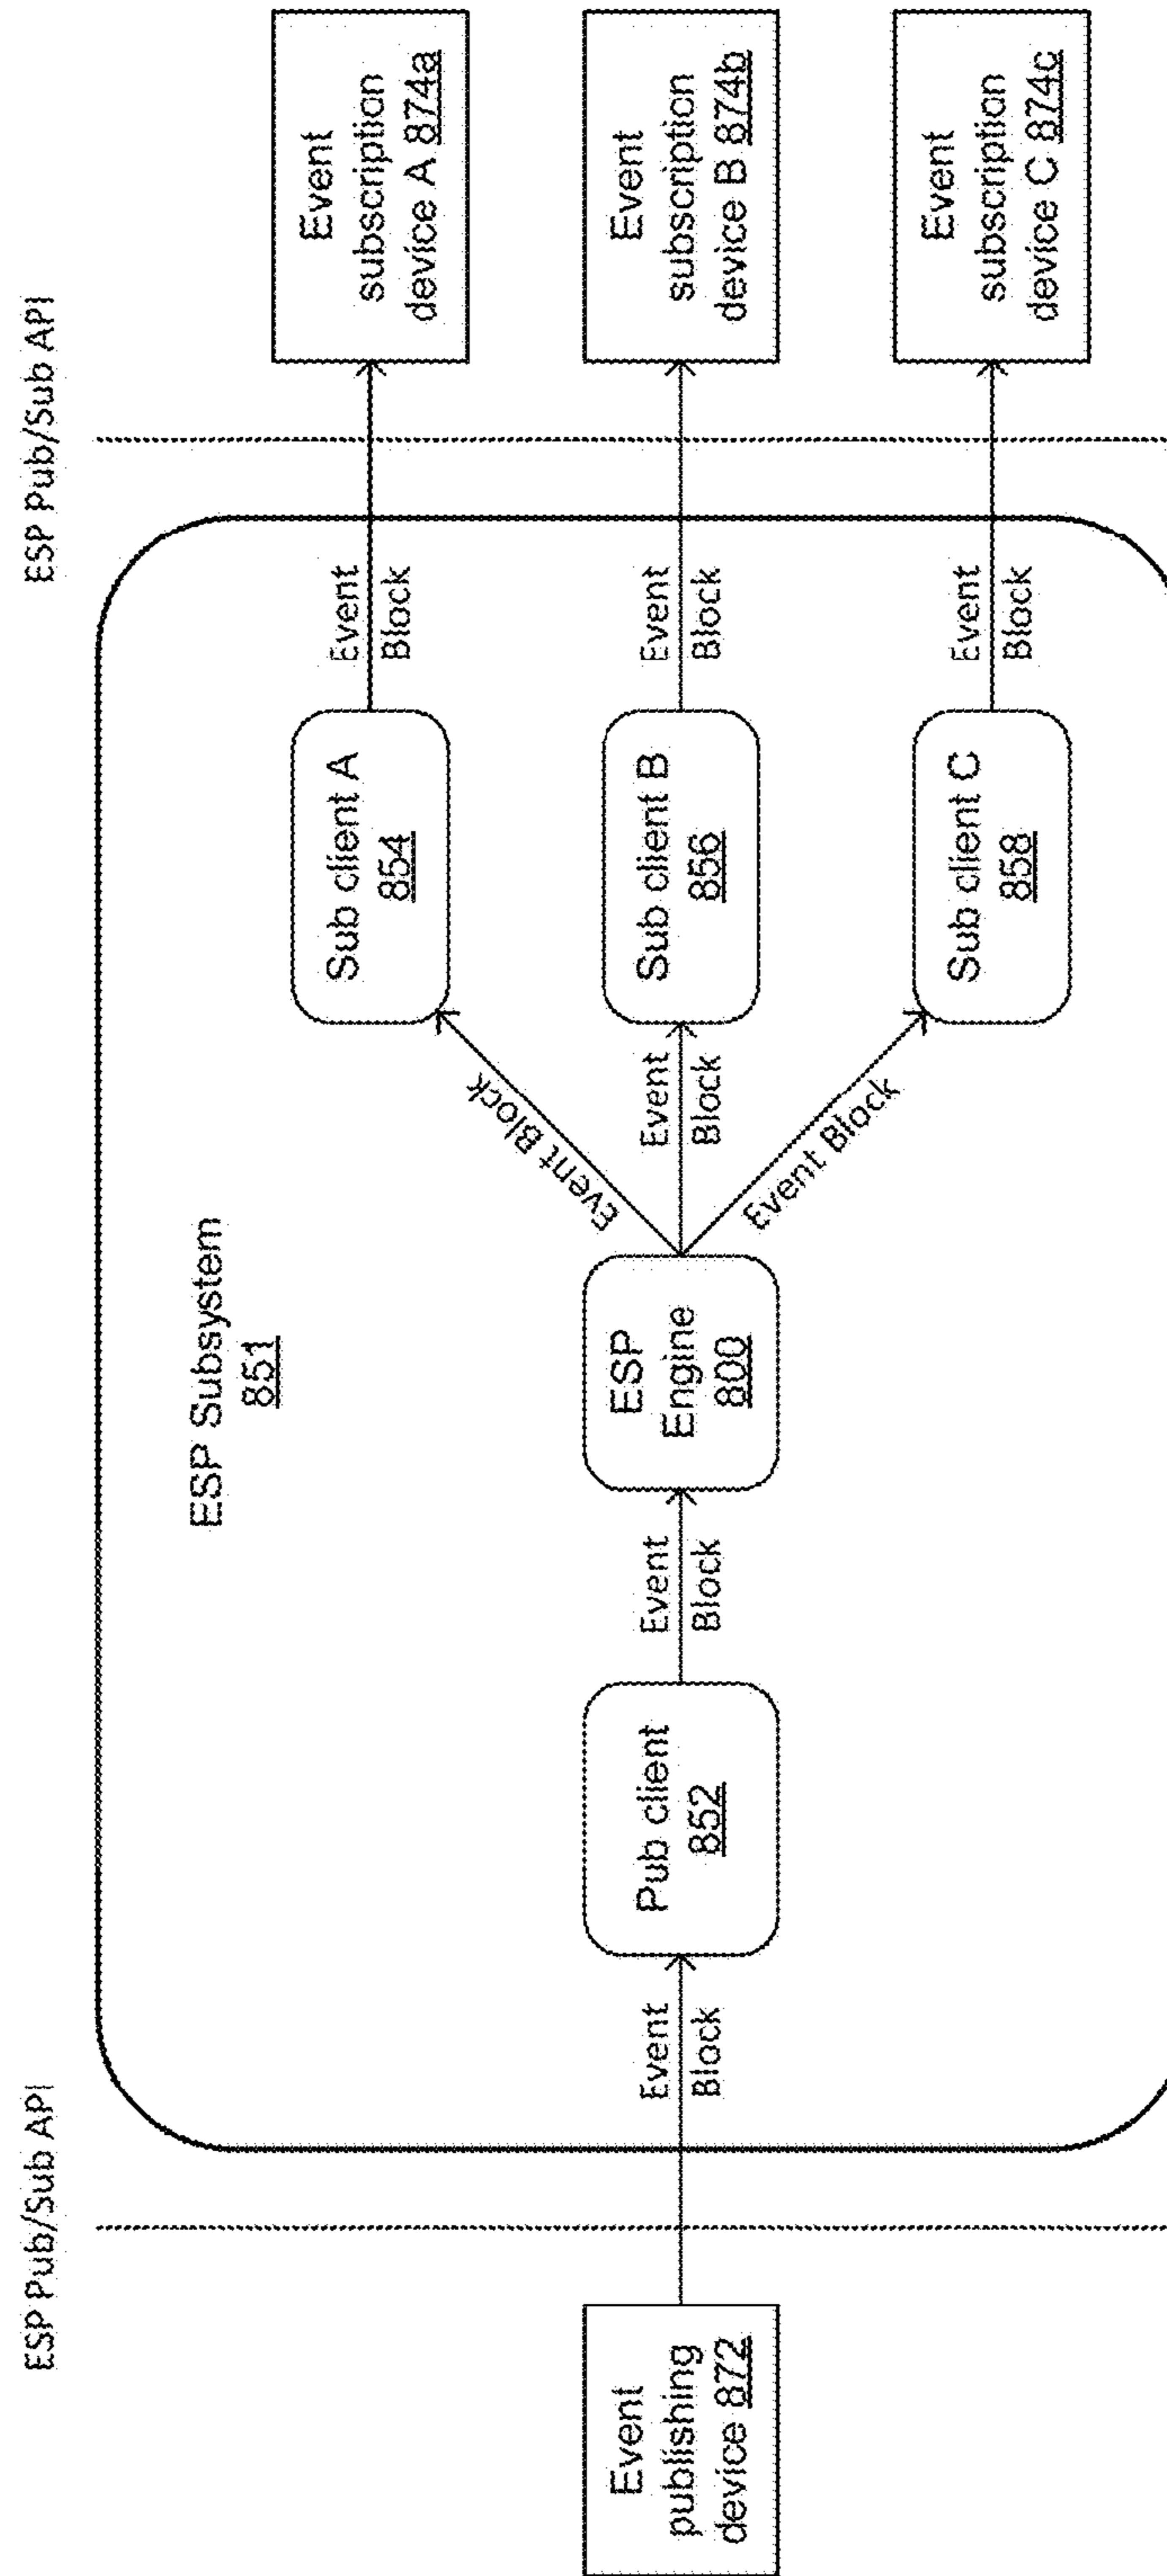 ESP Pub/Sub API
ESP Pub/Sub API
ESP Subsystem
851
Event
publishing
device 872
Event
Block
Pub client
852
Event
Block
ESP
Engine
800
Event Block
Event
Block
Event Block
Sub client A
854
Sub client B
856
Sub client C
858
Event
Block
Event
Block
Event
Block
Event
subscription
device A 874a
Event
subscription
device B 874b
Event
subscription
device C 874c